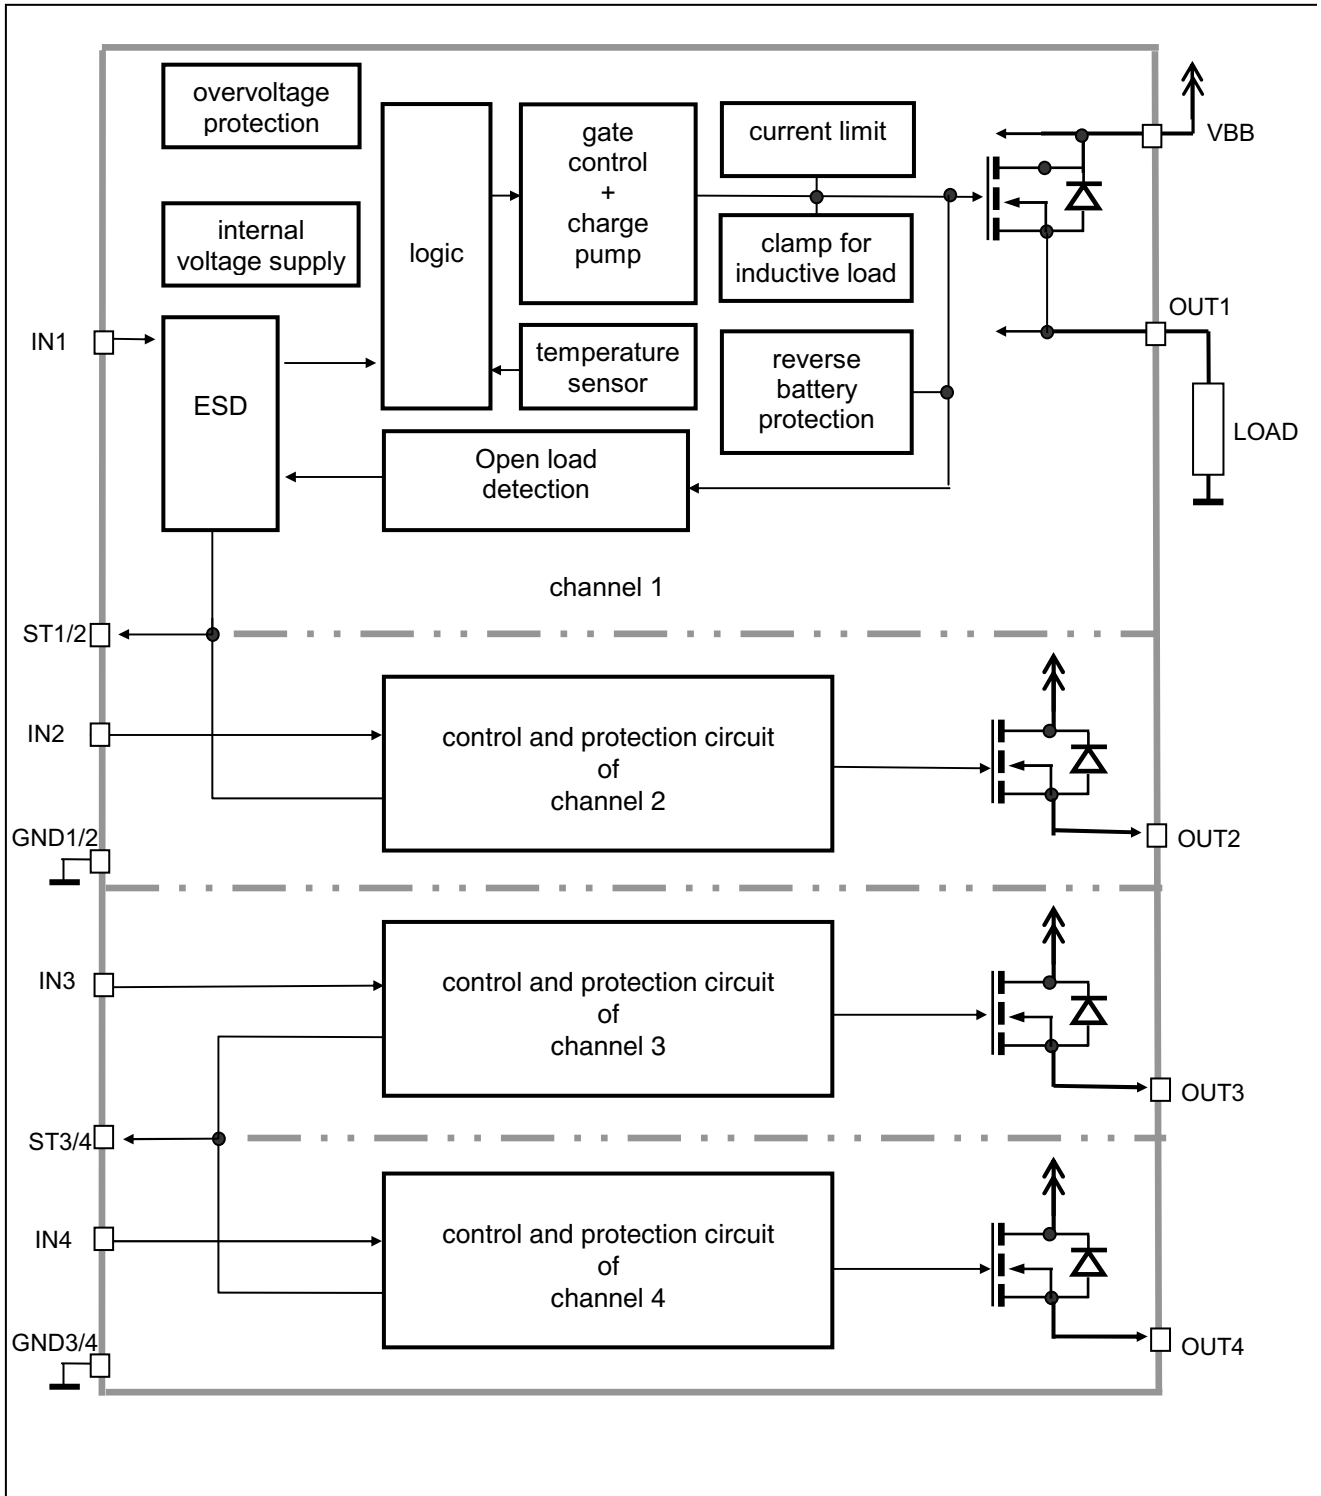 overvoltage
protection
gate
control
+
charge
pump
current limit
VBB
internal
voltage supply
logic
clamp for
inductive load
OUT1
IN1
ESD
temperature
sensor
reverse
battery
protection
LOAD
Open load
detection
channel 1
ST1/2
IN2
control and protection circuit
of
channel 2
GND1/2
OUT2
IN3
control and protection circuit
of
channel 3
OUT3
ST3/4
IN4
control and protection circuit
of
channel 4
GND3/4
OUT4